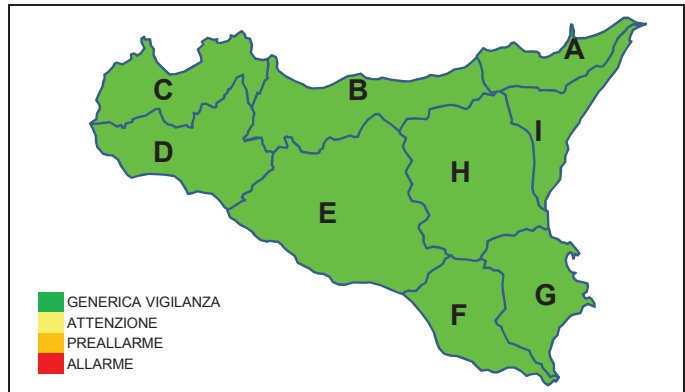 A
B
C
I
D
H
E
G
F
GENERICA VIGILANZA
ATTENZIONE
PREALLARME
ALLARME